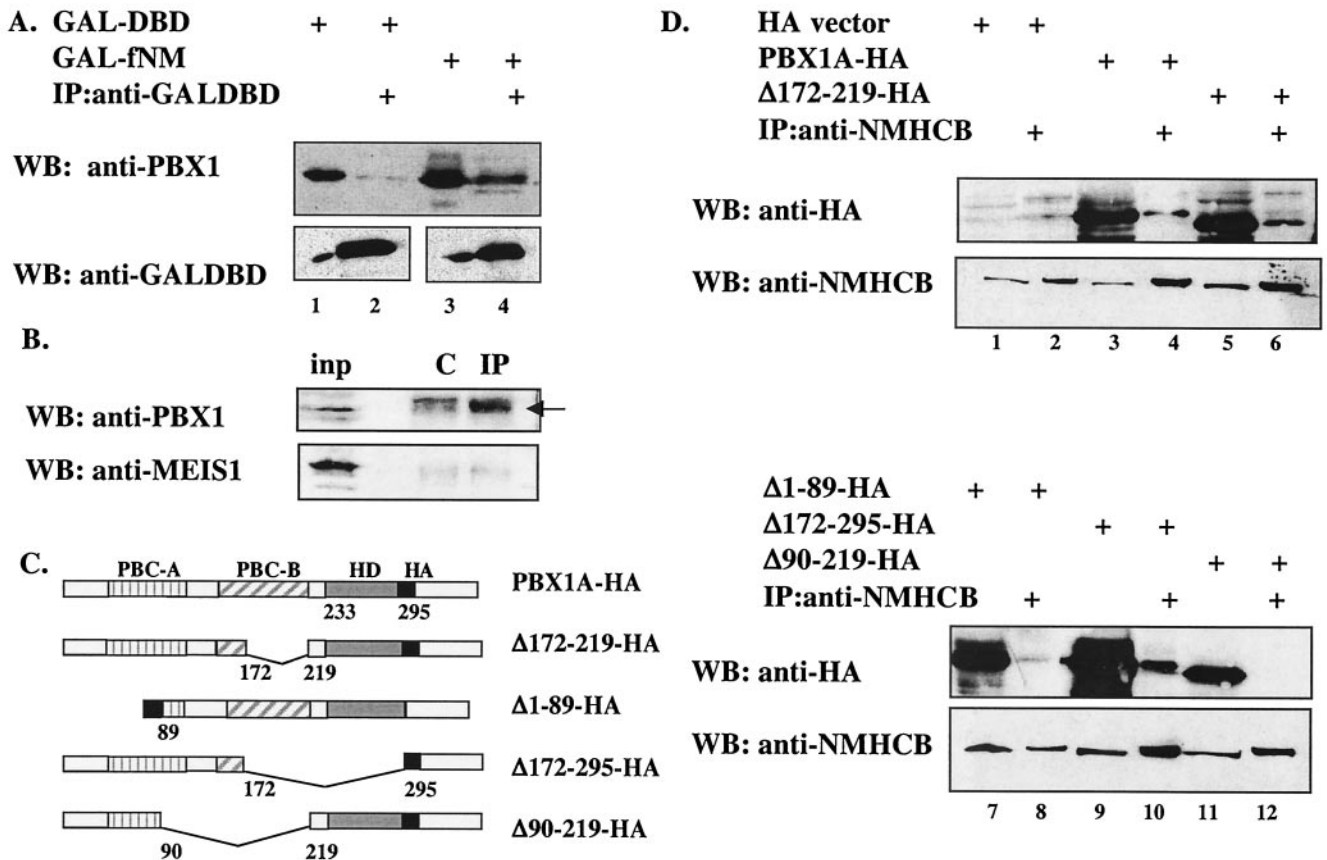 A. GAL-DBD + +
GAL-fNM + +
IP:anti-GALDBD + +
WB: anti-PBX1
WB: anti-GALDBD
1 2 3 4
B.
inp C IP
WB: anti-PBX1
WB: anti-MEIS1
C.
PBC-A PBC-B HD HA
PBX1A-HA
233 295
Δ172-219-HA
172 219
Δ1-89-HA
89
Δ172-295-HA
172 295
Δ90-219-HA
90 219
D. HA vector + +
PBX1A-HA + +
Δ172-219-HA + +
IP:anti-NMHCB + + +
WB: anti-HA
WB: anti-NMHCB
1 2 3 4 5 6
Δ1-89-HA + +
Δ172-295-HA + +
Δ90-219-HA + +
IP:anti-NMHCB + + +
WB: anti-HA
WB: anti-NMHCB
7 8 9 10 11 12